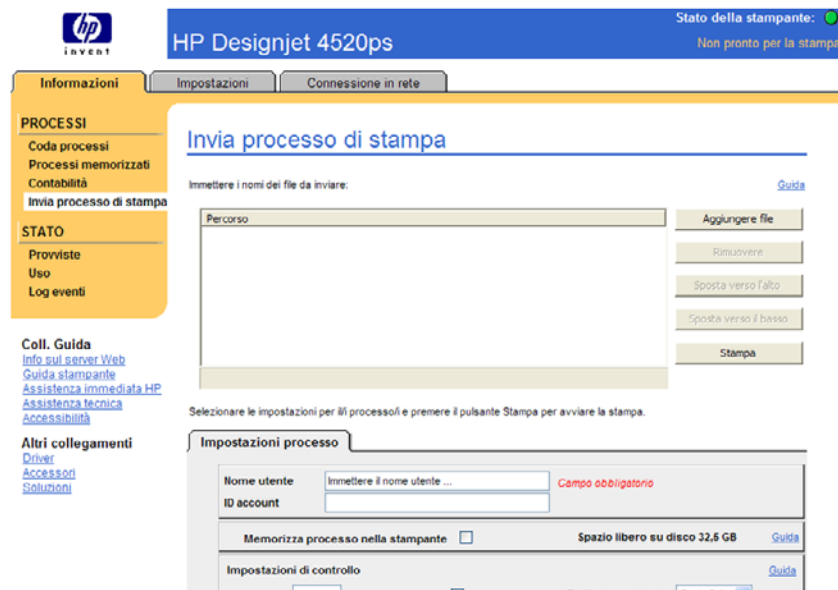 hp
invent
HP Designjet 4520ps
Stato della stampante:
Non pronto per la stampa
Informazioni
Impostazioni
Connessione in rete
PROCESSI
Coda processi
Processi memorizzati
Contabilità
Invia processo di stampa
STATO
Provviste
Uso
Log eventi
Coll. Guida
Info sul server Web
Guida stampante
Assistenza immediata HP
Assistenza tecnica
Accessibilità
Altri collegamenti
Driver
Accessori
Soluzioni
Invia processo di stampa
Immettere i nomi dei file da inviare:
Guida
Percorso
Aggiungere file
Rimuovere
Sposta verso l'alto
Sposta verso il basso
Stampa
Selezionare le impostazioni per il/i processo/i e premere il pulsante Stampa per avviare la stampa.
Impostazioni processo
Nome utente
Immettere il nome utente ...
Campo obbligatorio
ID account
Memorizza processo nella stampante
Spazio libero su disco 32,5 GB
Guida
Impostazioni di controllo
Guida